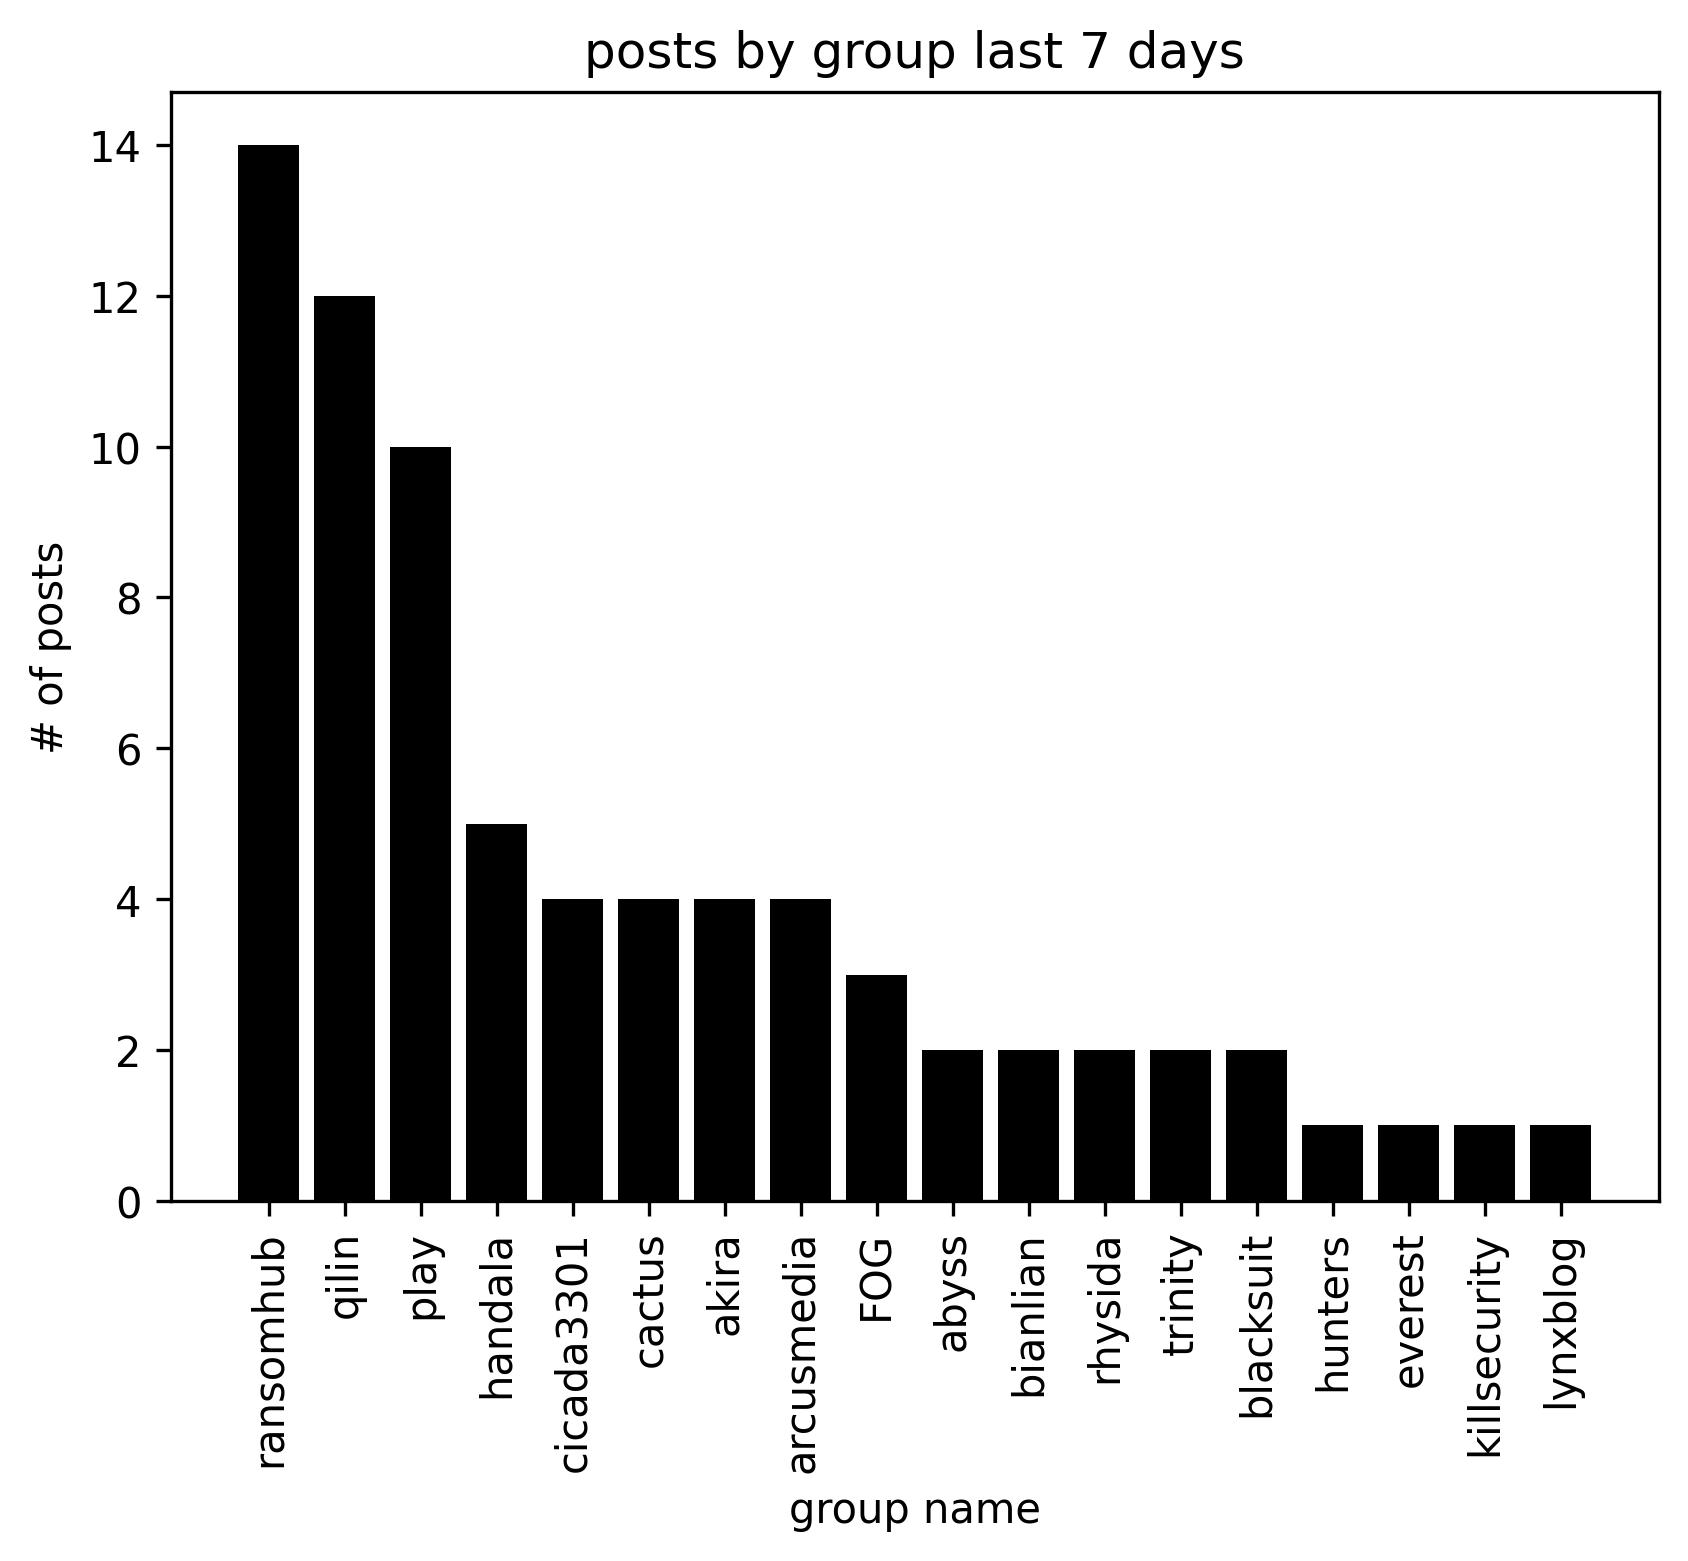 posts by group last 7 days
# of posts
14
12
10
8
6
4
2
0
ransomhub
qilin
play
handala
cicada3301
cactus
akira
arcusmedia
FOG
abyss
bianlian
rhysida
trinity
blacksuit
hunters
everest
killsecurity
lynxblog
group name